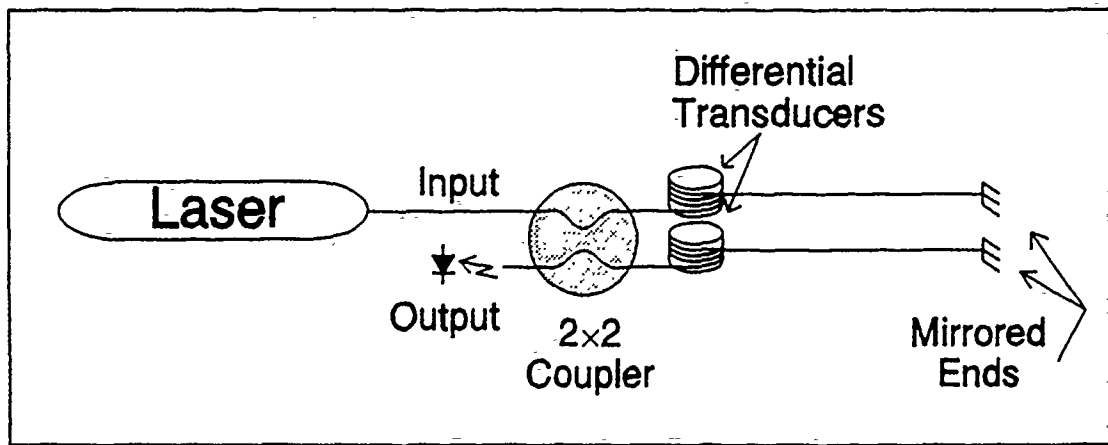 Differential
Transducers
Laser
Input
Output
2×2
Coupler
Mirrored
Ends